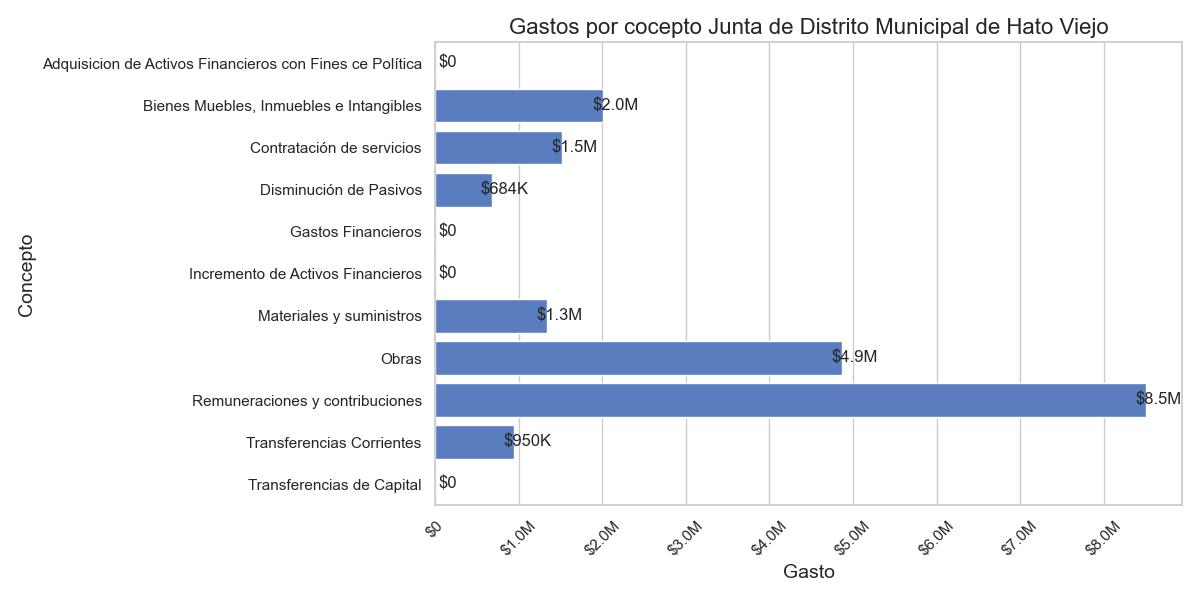 Gastos por cocepto Junta de Distrito Municipal de Hato Viejo
Concepto
Adquisicion de Activos Financieros con Fines ce Política $0
Bienes Muebles, Inmuebles e Intangibles $2.0M
Contratación de servicios $1.5M
Disminución de Pasivos $684K
Gastos Financieros $0
Incremento de Activos Financieros $0
Materiales y suministros $1.3M
Obras $4.9M
Remuneraciones y contribuciones $8.5M
Transferencias Corrientes $950K
Transferencias de Capital $0
$0 $1.0M $2.0M $3.0M $4.0M $5.0M $6.0M $7.0M $8.0M
Gasto